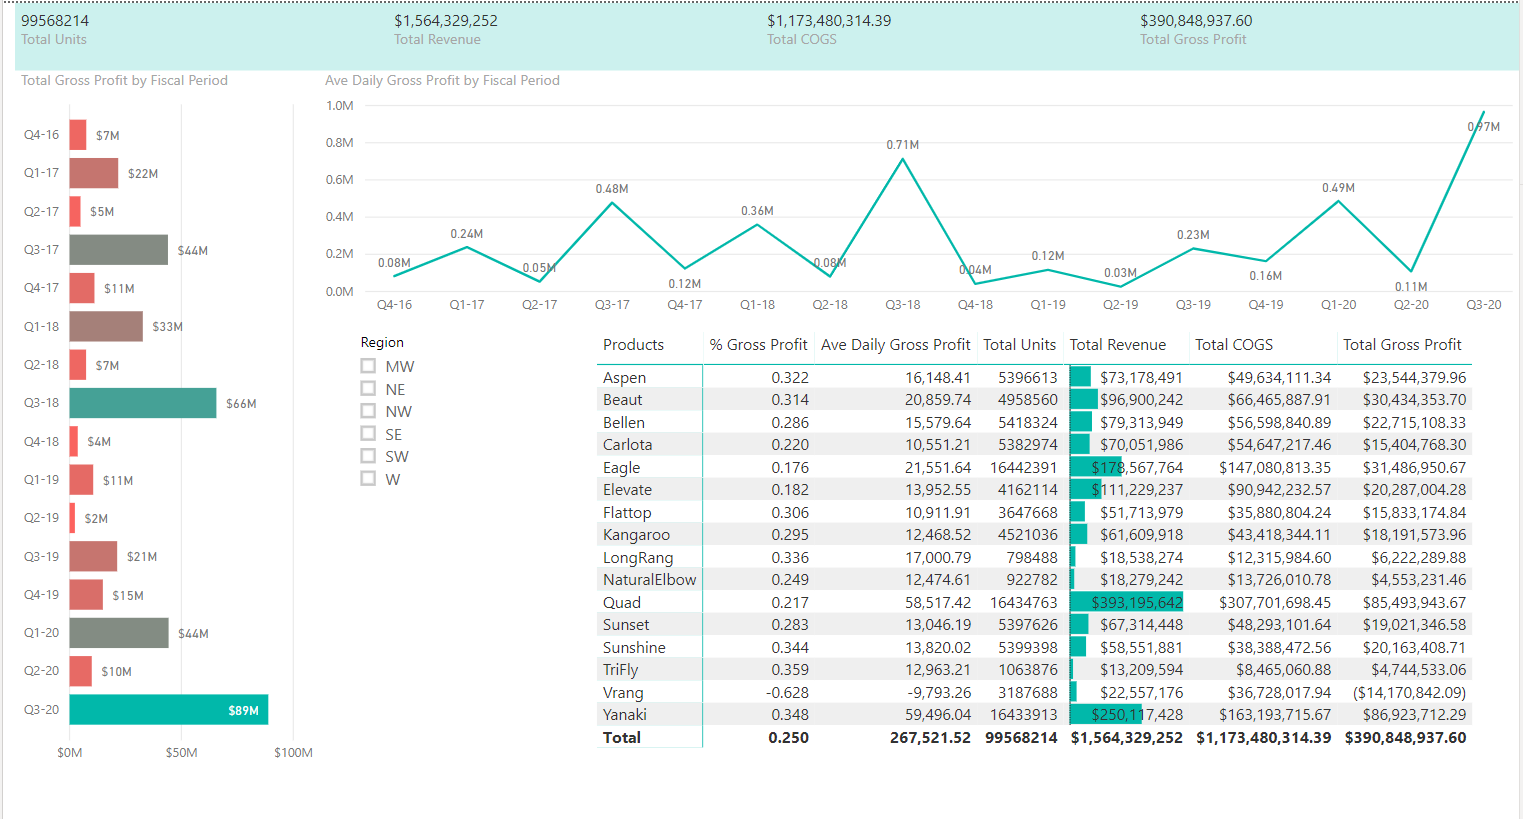 99568214 $1,564,329,252 $1,173,480,314.39 $390,848,937.60
Total Units Total Revenue Total COGS Total Gross Profit
Total Gross Profit by Fiscal Period
Q4-16 $7M
Q1-17 $22M
Q2-17 $5M
Q3-17 $44M
Q4-17 $11M
Q1-18 $33M
Q2-18 $7M
Q3-18 $66M
Q4-18 $4M
Q1-19 $11M
Q2-19 $2M
Q3-19 $21M
Q4-19 $15M
Q1-20 $44M
Q2-20 $10M
Q3-20 $89M
$0M $50M $100M
Ave Daily Gross Profit by Fiscal Period
1.0M
0.8M
0.6M
0.4M
0.2M
0.0M
0.08M 0.24M 0.05M 0.48M 0.12M 0.36M 0.08M 0.71M 0.04M 0.12M 0.03M 0.23M 0.16M 0.49M 0.11M 0.97M
Q4-16 Q1-17 Q2-17 Q3-17 Q4-17 Q1-18 Q2-18 Q3-18 Q4-18 Q1-19 Q2-19 Q3-19 Q4-19 Q1-20 Q2-20 Q3-20
Region
MW
NE
NW
SE
SW
W
Products % Gross Profit Ave Daily Gross Profit Total Units Total Revenue Total COGS Total Gross Profit
Aspen 0.322 16,148.41 5396613 $73,178,491 $49,634,111.34 $23,544,379.96
Beaut 0.314 20,859.74 4958560 $96,900,242 $66,465,887.91 $30,434,353.70
Bellen 0.286 15,579.64 5418324 $79,313,949 $56,598,840.89 $22,715,108.33
Carlota 0.220 10,551.21 5382974 $70,051,986 $54,647,217.46 $15,404,768.30
Eagle 0.176 21,551.64 16442391 $178,567,764 $147,080,813.35 $31,486,950.67
Elevate 0.182 13,952.55 4162114 $111,229,237 $90,942,232.57 $20,287,004.28
Flattop 0.306 10,911.91 3647668 $51,713,979 $35,880,804.24 $15,833,174.84
Kangaroo 0.295 12,468.52 4521036 $61,609,918 $43,418,344.11 $18,191,573.96
LongRang 0.336 17,000.79 798488 $18,538,274 $12,315,984.60 $6,222,289.88
NaturalElbow 0.249 12,474.61 922782 $18,279,242 $13,726,010.78 $4,553,231.46
Quad 0.217 58,517.42 16434763 $393,195,642 $307,701,698.45 $85,493,943.67
Sunset 0.283 13,046.19 5397626 $67,314,448 $48,293,101.64 $19,021,346.58
Sunshine 0.344 13,820.02 5399398 $58,551,881 $38,388,472.56 $20,163,408.71
TriFly 0.359 12,963.21 1063876 $13,209,594 $8,465,060.88 $4,744,533.06
Vrang -0.628 -9,793.26 3187688 $22,557,176 $36,728,017.94 ($14,170,842.09)
Yanaki 0.348 59,496.04 16433913 $250,117,428 $163,193,715.67 $86,923,712.29
Total 0.250 267,521.52 99568214 $1,564,329,252 $1,173,480,314.39 $390,848,937.60